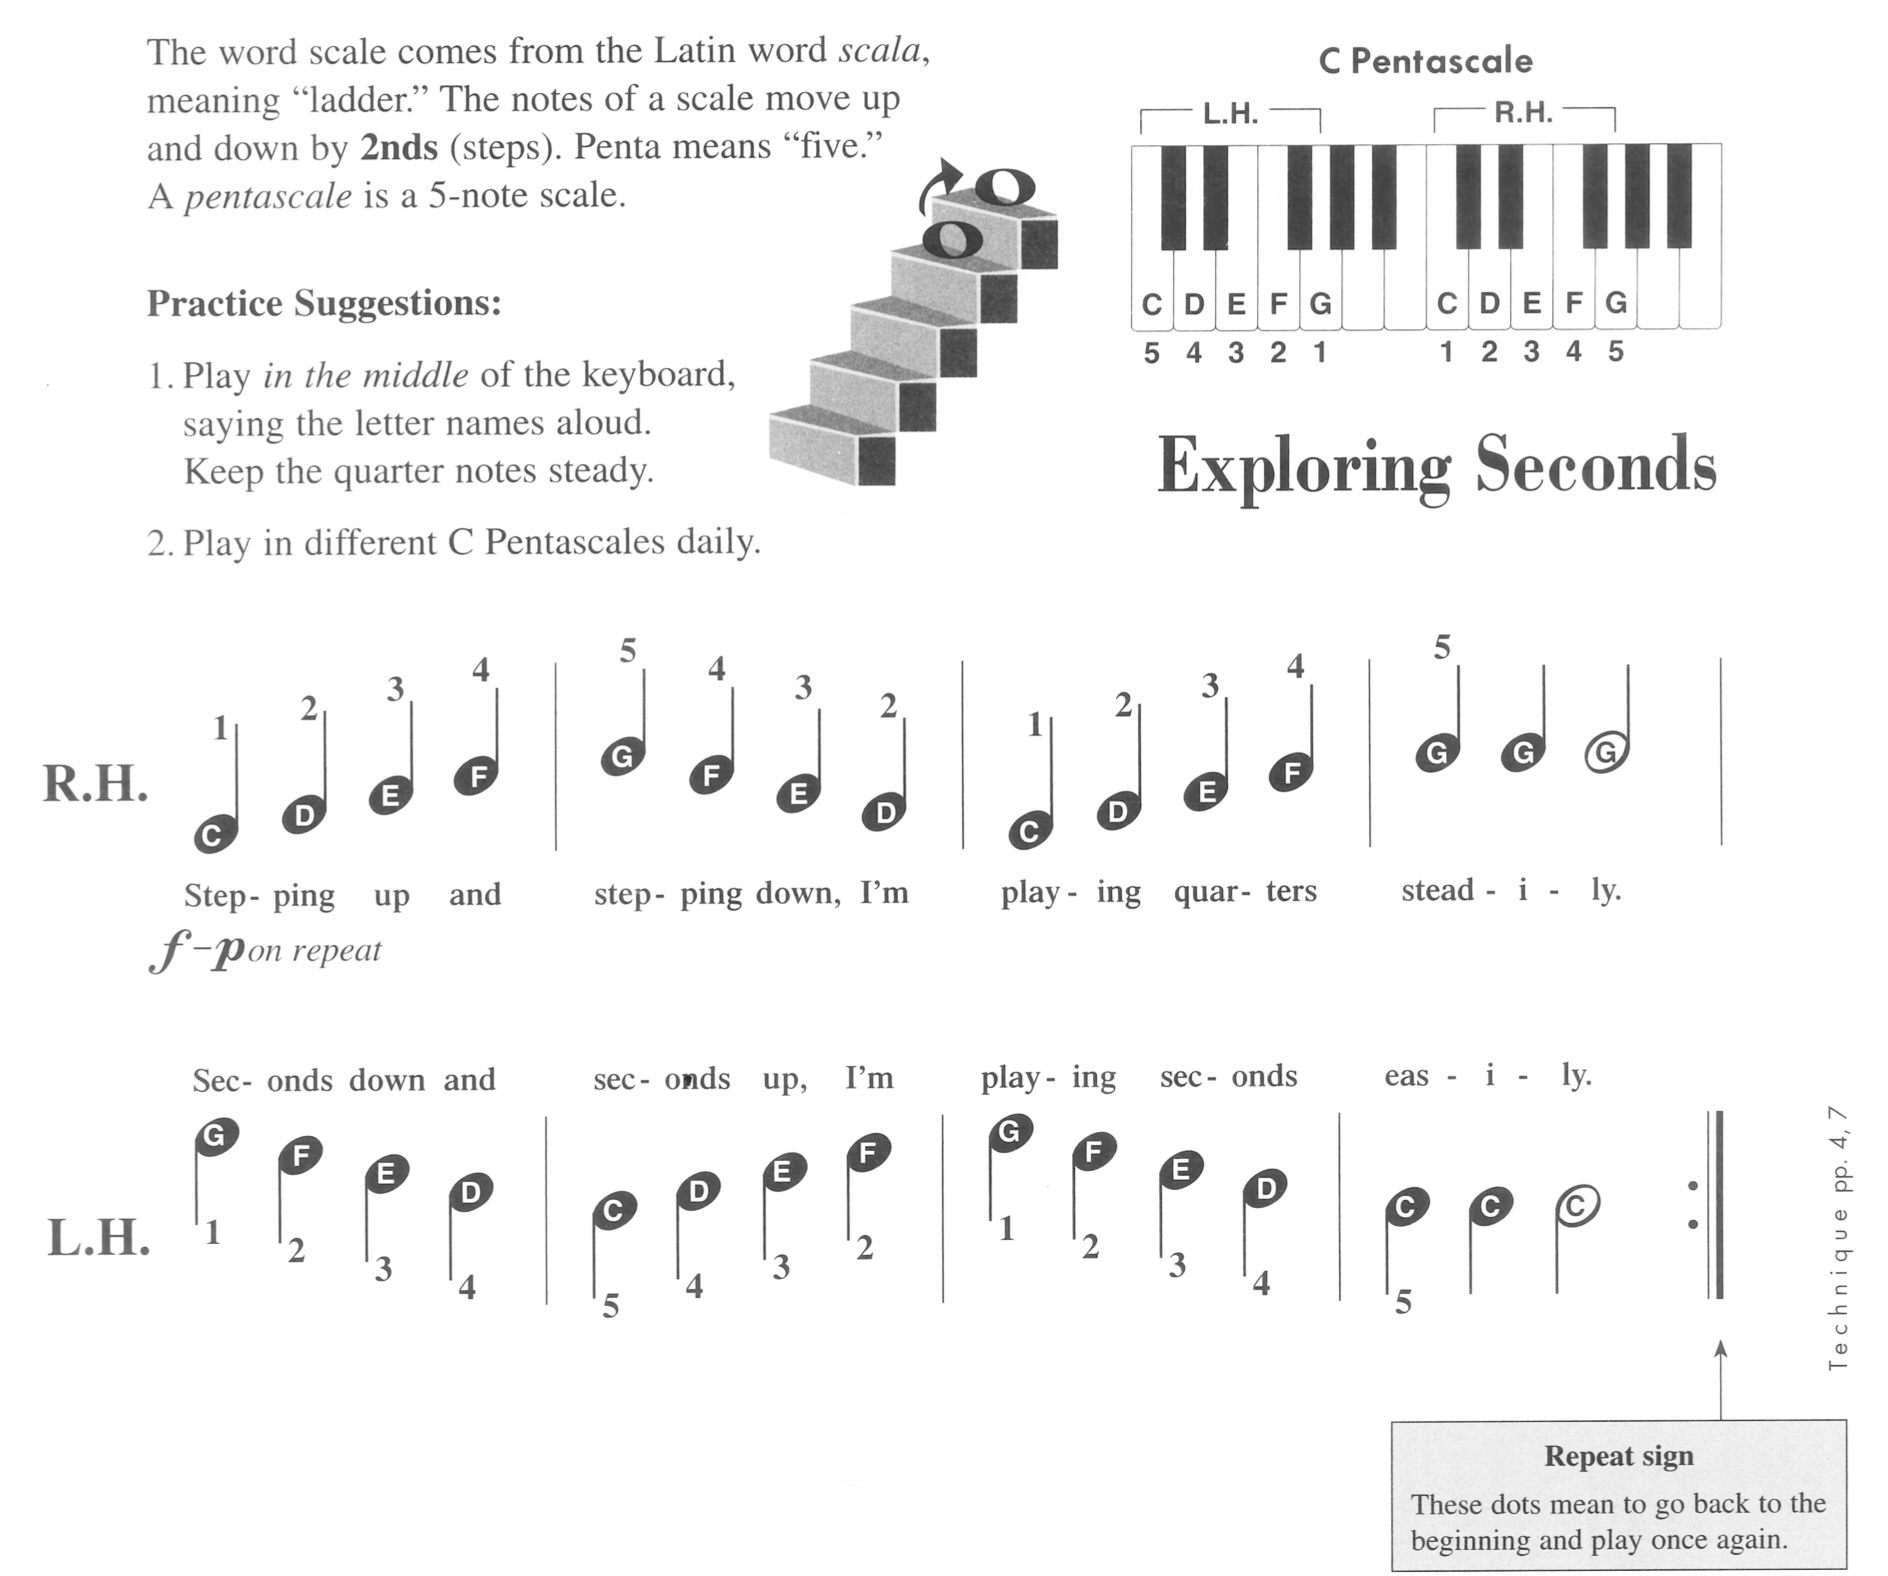 The word scale comes from the Latin word scala,
meaning “ladder.” The notes of a scale move up
and down by 2nds (steps). Penta means “five.”
A pentascale is a 5-note scale.
Practice Suggestions:
1. Play in the middle of the keyboard,
saying the letter names aloud.
Keep the quarter notes steady.
2. Play in different C Pentascales daily.
C Pentascale
L.H. R.H.
C D E F G C D E F G
5 4 3 2 1 1 2 3 4 5
Exploring Seconds
1 2 3 4 5 4 3 2 1 2 3 4 5
R.H.
C D E F G F E D C D E F G G G
Step- ping up and step- ping down, I’m play- ing quar- ters stead - i - ly.
f–p on repeat
Sec- onds down and sec- onds up, I’m play- ing sec- onds eas - i - ly.
G F E D C D E F G F E D C C C
L.H.
1 2 3 4 5 4 3 2 1 2 3 4 5
Technique pp. 4, 7
Repeat sign
These dots mean to go back to the
beginning and play once again.